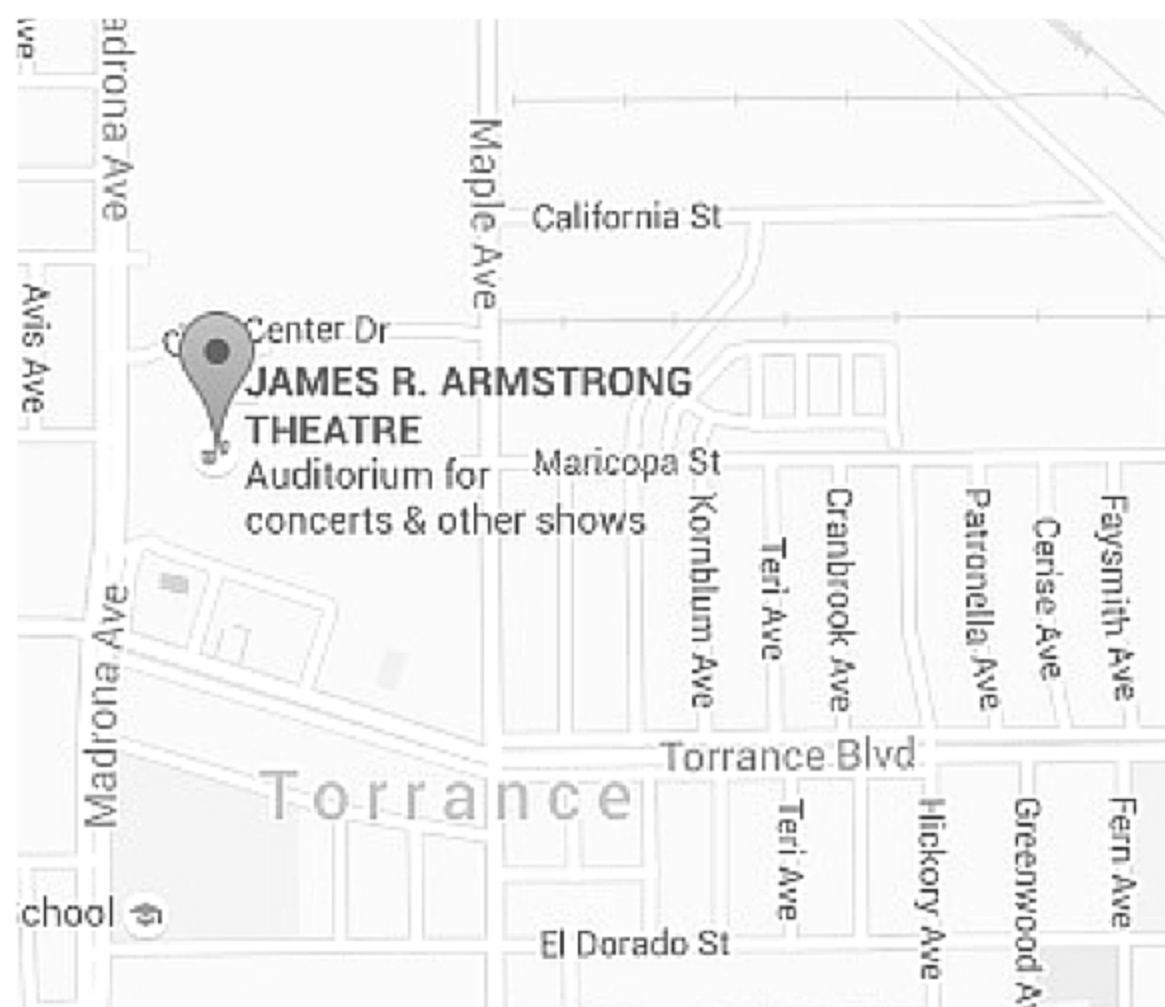 Ave
adrona Ave
Maple Ave
California St
Avis Ave
Center Dr
JAMES R. ARMSTRONG
THEATRE
Auditorium for
concerts & other shows
Maricopa St
Kornblum Ave
Teri Ave
Cranbrook Ave
Patronella Ave
Cerise Ave
Faysmith Ave
Madrona Ave
Torrance Blvd
Torrance
Teri Ave
Hickory Ave
Greenwood A
Fern Ave
chool
El Dorado St